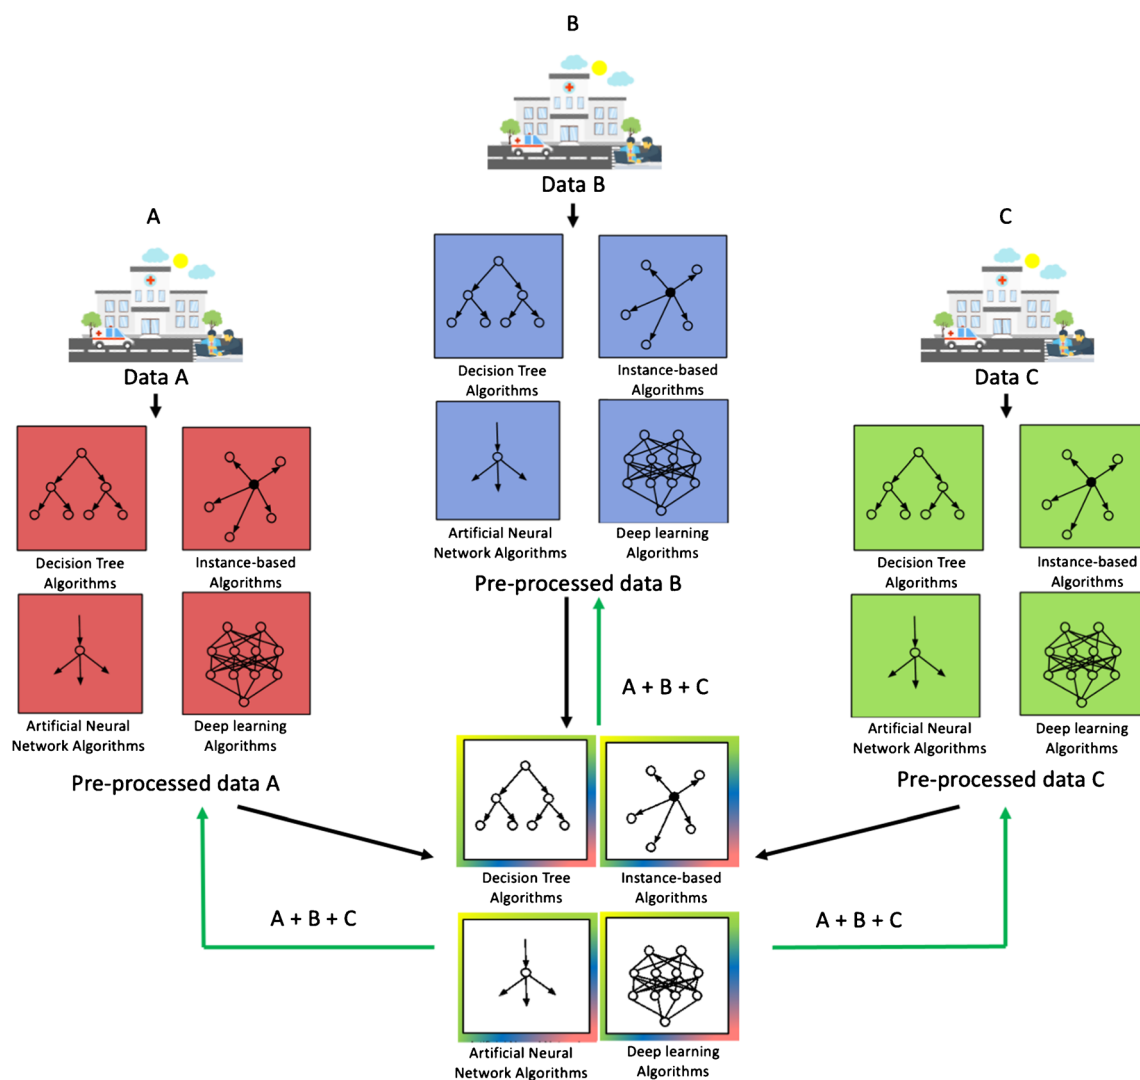 B
Data B
A
C
Data A
Data C
Decision Tree
Algorithms
Instance-based
Algorithms
Artificial Neural
Network Algorithms
Deep learning
Algorithms
Pre-processed data B
Decision Tree
Algorithms
Instance-based
Algorithms
Artificial Neural
Network Algorithms
Deep learning
Algorithms
Pre-processed data A
Decision Tree
Algorithms
Instance-based
Algorithms
Artificial Neural
Network Algorithms
Deep learning
Algorithms
Pre-processed data C
A + B + C
Decision Tree
Algorithms
Instance-based
Algorithms
A + B + C
A + B + C
Artificial Neural
Network Algorithms
Deep learning
Algorithms